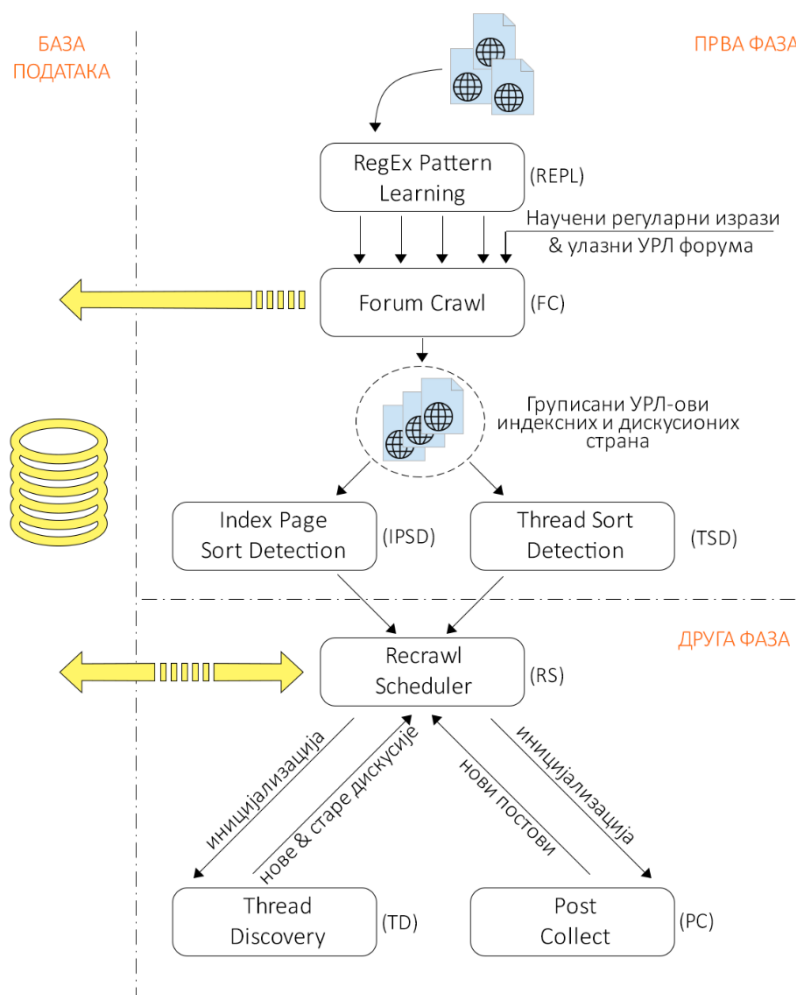 БАЗА
ПОДАТАКА
ПРВА ФАЗА
RegEx Pattern
Learning
(REPL)
Научени регуларни изрази
& улазни УРЛ форума
Forum Crawl
(FC)
Груписани УРЛ-ови
индексних и дискусионих
страна
Index Page
Sort Detection
(IPSD)
Thread Sort
Detection
(TSD)
ДРУГА ФАЗА
Recrawl
Scheduler
(RS)
иницијализација
нове & старе дискусије
нови постови
иницијализација
Thread
Discovery
(TD)
Post
Collect
(PC)